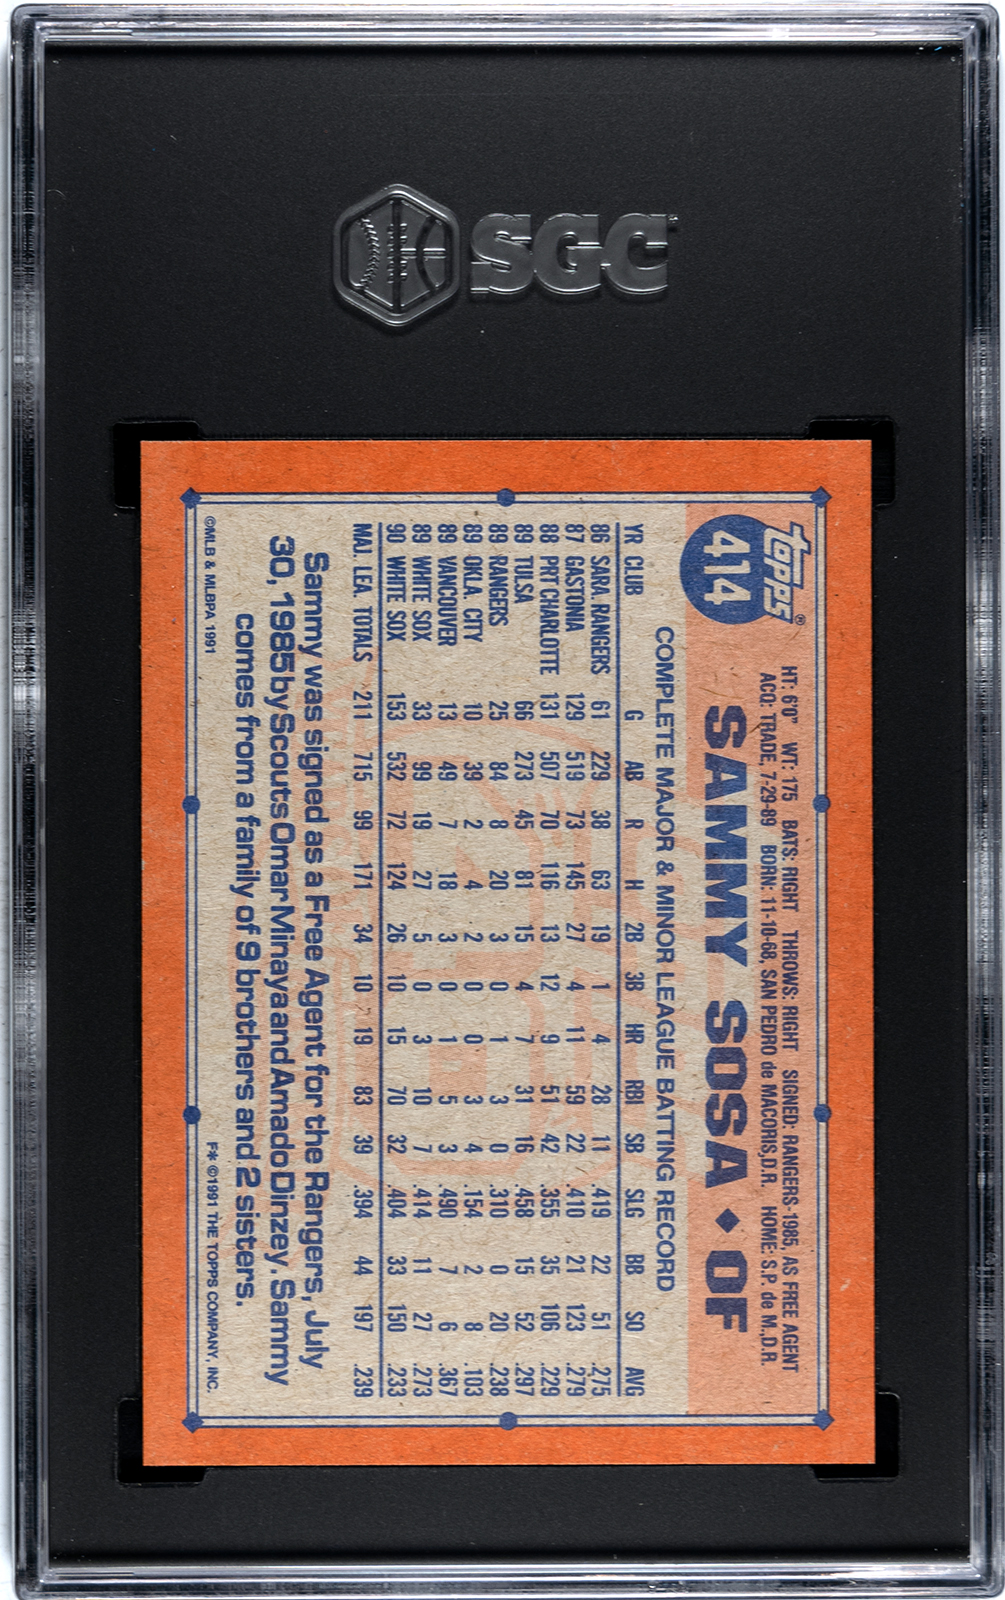 SGC
topps®
414
HT: 6'0" WT: 175 BATS: RIGHT THROWS: RIGHT SIGNED: RANGERS-1985, AS FREE AGENT
ACQ: TRADE, 7-29-89 BORN: 11-10-68, SAN PEDRO de MACORIS, D.R. HOME: S.P. de M., D.R.
SAMMY SOSA ♦ OF
COMPLETE MAJOR & MINOR LEAGUE BATTING RECORD
YR CLUB G AB R H 2B 3B HR RBI SB SLG BB SO AVG
86 SARA. RANGERS 61 229 38 63 19 1 4 28 11 .419 22 51 .275
87 GASTONIA 129 519 73 145 27 4 11 59 22 .410 21 123 .279
88 PRT CHARLOTTE 131 507 70 116 13 12 9 51 42 .355 35 106 .229
89 TULSA 66 273 45 81 15 4 7 31 16 .458 15 52 .297
89 RANGERS 25 84 8 20 3 0 1 3 0 .310 0 20 .238
89 OKLA. CITY 10 39 2 4 2 0 0 3 4 .154 2 8 .103
89 VANCOUVER 13 49 7 18 3 0 1 5 3 .490 7 6 .367
89 WHITE SOX 33 99 19 27 5 0 3 10 7 .414 11 27 .273
90 WHITE SOX 153 532 72 124 26 10 15 70 32 .404 33 150 .233
MAJ. LEA. TOTALS 211 715 99 171 34 10 19 83 39 .394 44 197 .239
Sammy was signed as a Free Agent for the Rangers, July
30, 1985 by Scouts Omar Minaya and Amado Dinzey. Sammy
comes from a family of 9 brothers and 2 sisters.
©MLB & MLBPA 1991 F* ©1991 THE TOPPS COMPANY, INC.